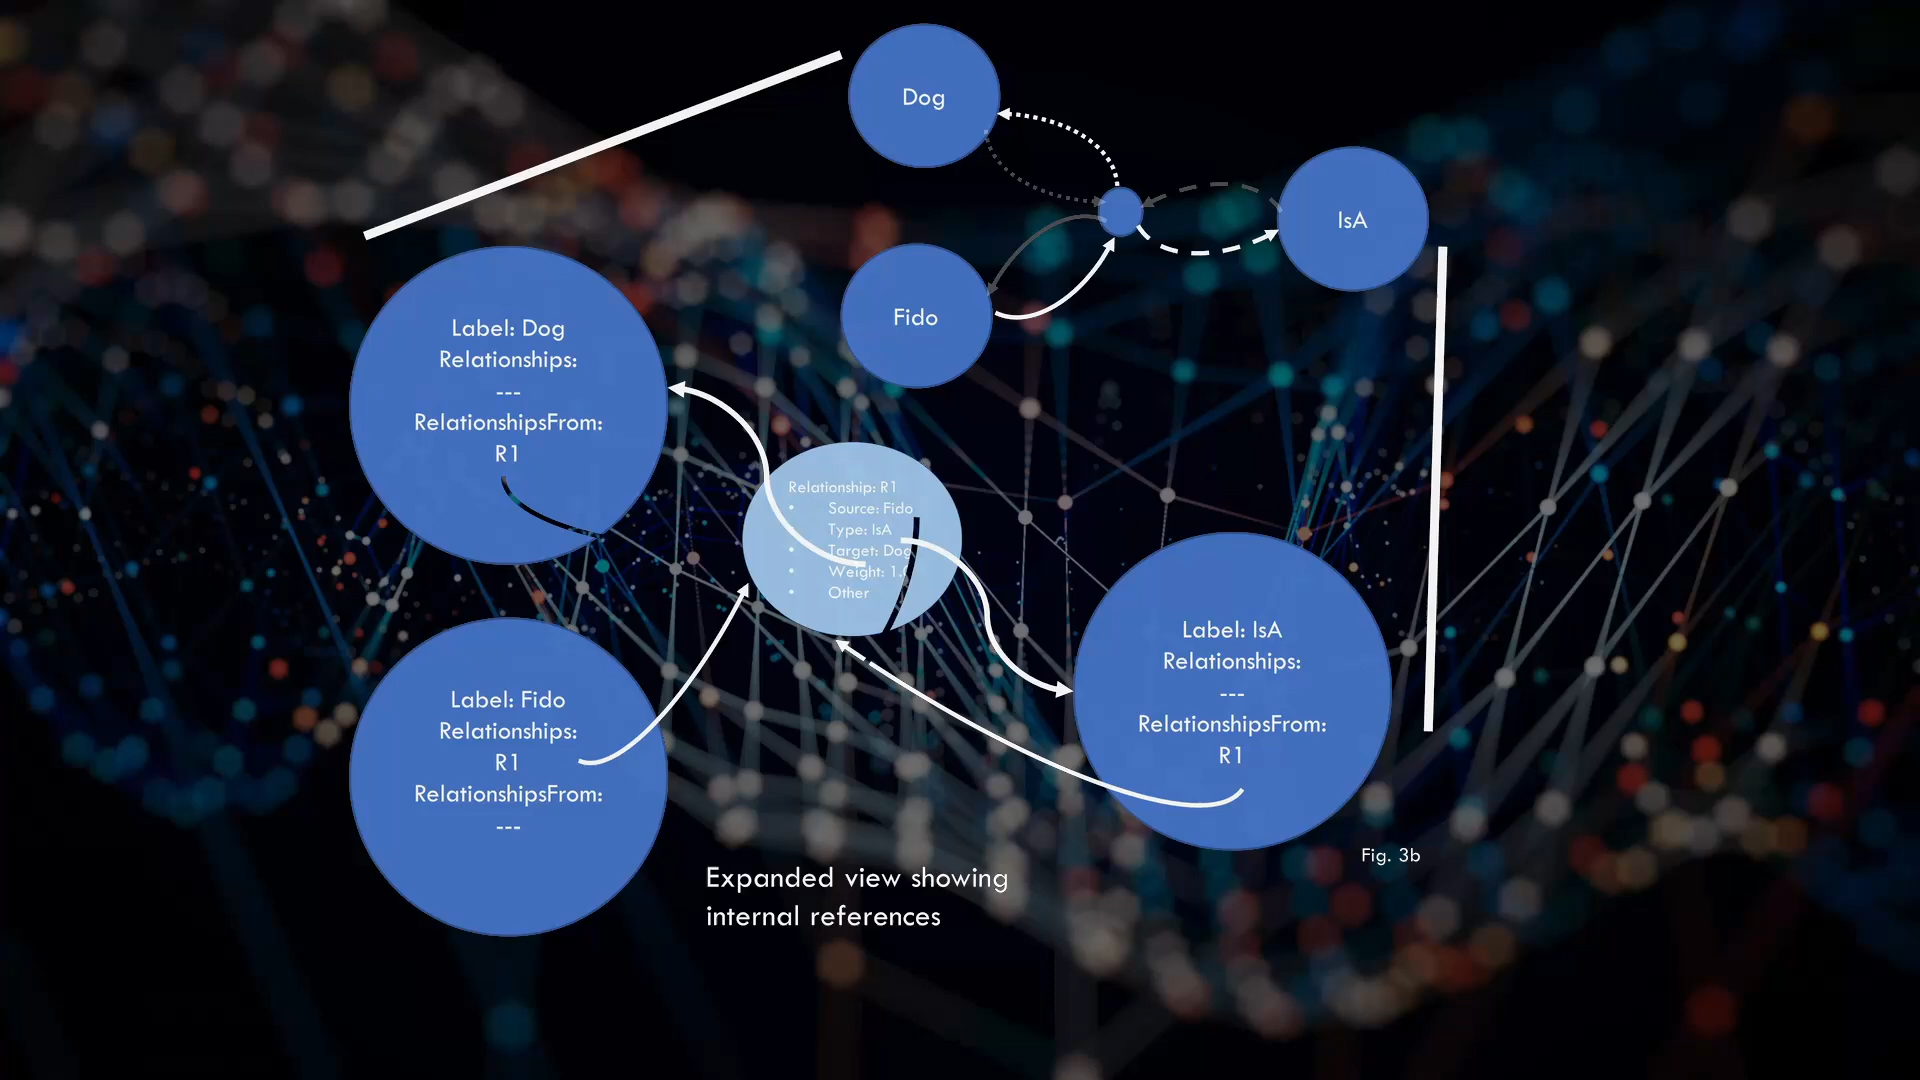 Dog
IsA
Fido
Label: Dog
Relationships:
---
RelationshipsFrom:
R1
Relationship: R1
• Source: Fido
• Type: IsA
• Target: Dog
• Weight: 1.0
• Other
Label: IsA
Relationships:
---
RelationshipsFrom:
R1
Label: Fido
Relationships:
R1
RelationshipsFrom:
---
Fig. 3b
Expanded view showing
internal references